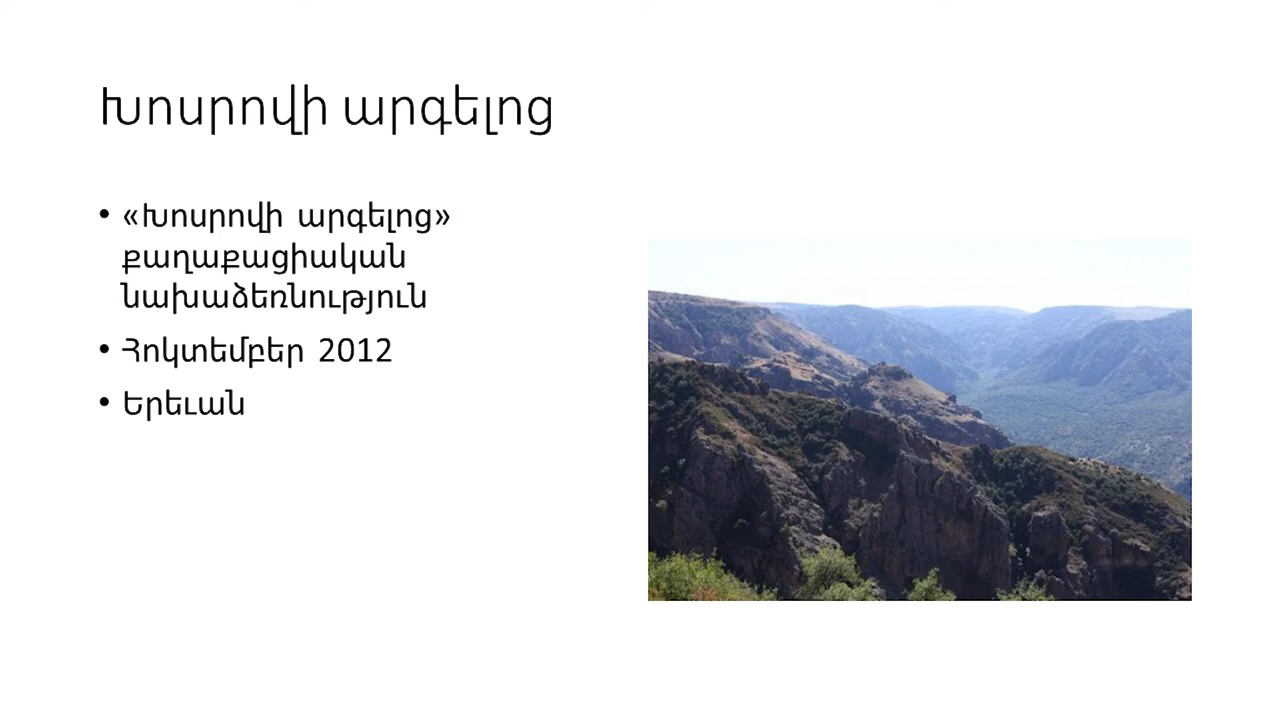 Խոսրովի արգելոց
• «Խոսրովի արգելոց»
քաղաքացիական
նախաձեռնություն
• Հոկտեմբեր 2012
• Երեւան